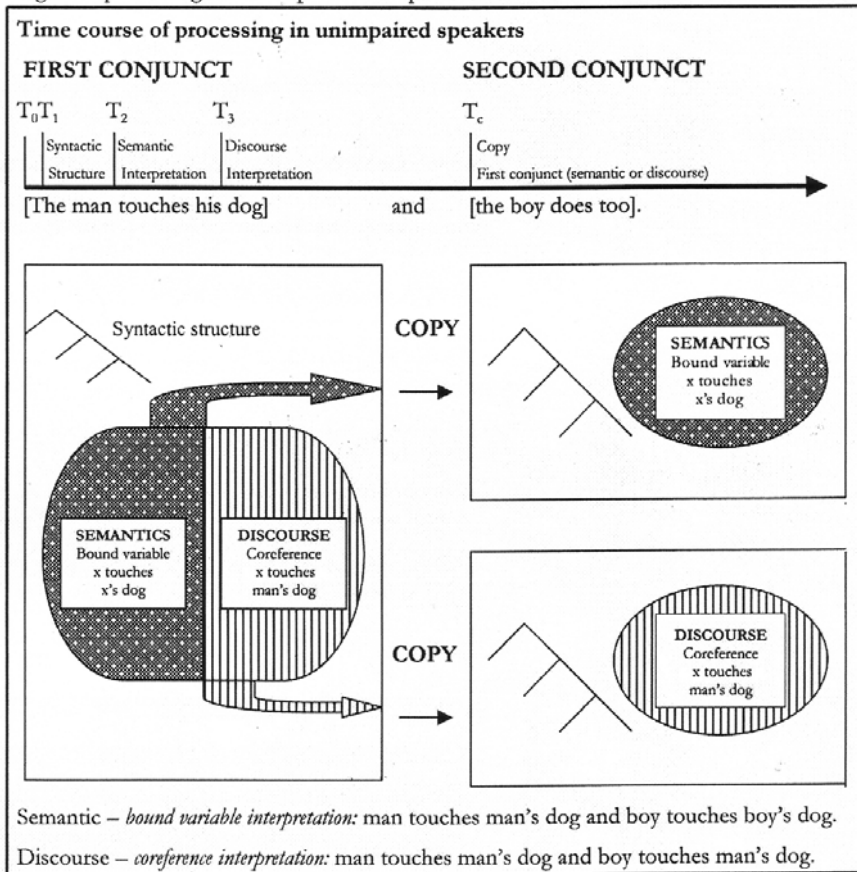 Time course of processing in unimpaired speakers
FIRST CONJUNCT SECOND CONJUNCT
T0 T1 T2 T3 Tc
Syntactic Semantic Discourse Copy
Structure Interpretation Interpretation First conjunct (semantic or discourse)
[The man touches his dog] and [the boy does too].
Syntactic structure
COPY
SEMANTICS
Bound variable
x touches
x's dog
SEMANTICS
Bound variable
x touches
x's dog
DISCOURSE
Coreference
x touches
man's dog
COPY
DISCOURSE
Coreference
x touches
man's dog
Semantic – bound variable interpretation: man touches man's dog and boy touches boy's dog.
Discourse – coreference interpretation: man touches man's dog and boy touches man's dog.